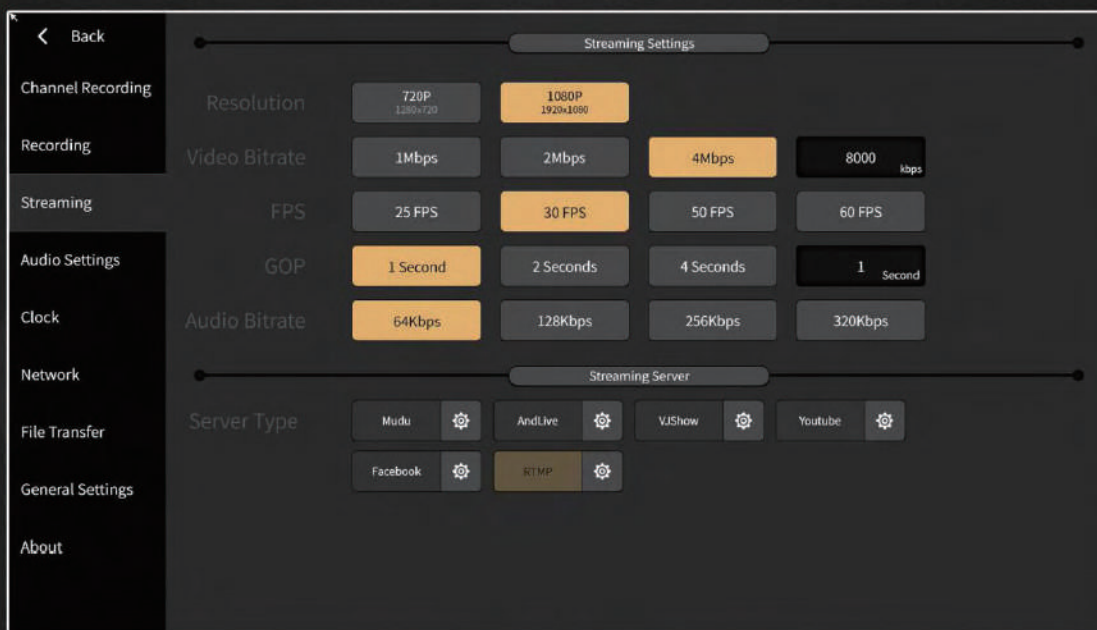 Back
Channel Recording
Recording
Streaming
Audio Settings
Clock
Network
File Transfer
General Settings
About
Streaming Settings
Resolution
720P
1280x720
1080P
1920x1080
Video Bitrate
1Mbps
2Mbps
4Mbps
8000
kbps
FPS
25 FPS
30 FPS
50 FPS
60 FPS
GOP
1 Second
2 Seconds
4 Seconds
1
Second
Audio Bitrate
64Kbps
128Kbps
256Kbps
320Kbps
Streaming Server
Server Type
Mudu
AndLive
VJShow
Youtube
Facebook
RTMP